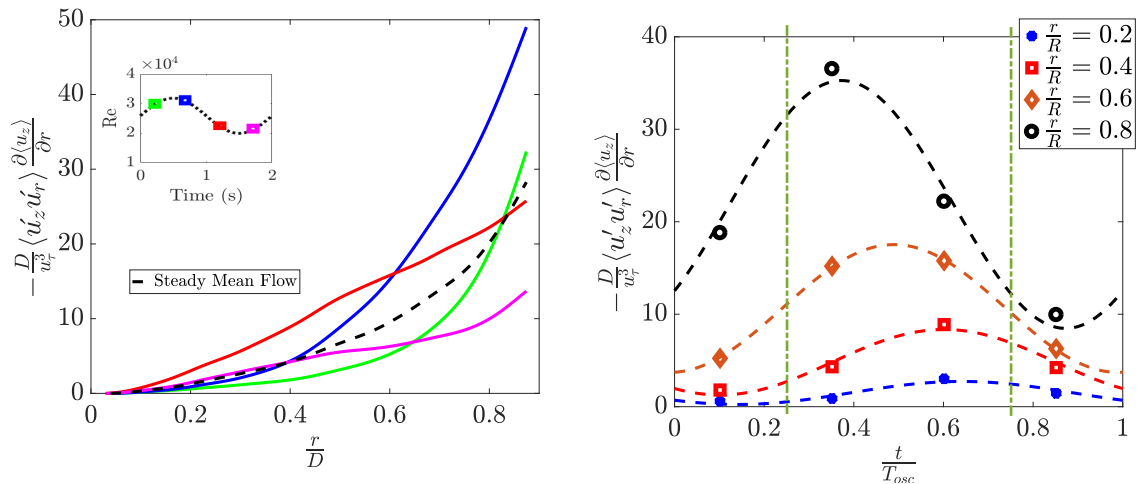 50
40
30
20
10
0
0
0.2
0.4
0.6
0.8
r/D
−D/u_τ^3 ⟨u′_z u′_r⟩ ∂⟨u_z⟩/∂r
×10^4
4
3
2
1
0
1
2
Re
Time (s)
Steady Mean Flow
40
30
20
10
0
0
0.2
0.4
0.6
0.8
1
t/T_osc
−D/u_τ^3 ⟨u′_z u′_r⟩ ∂⟨u_z⟩/∂r
r/R = 0.2
r/R = 0.4
r/R = 0.6
r/R = 0.8